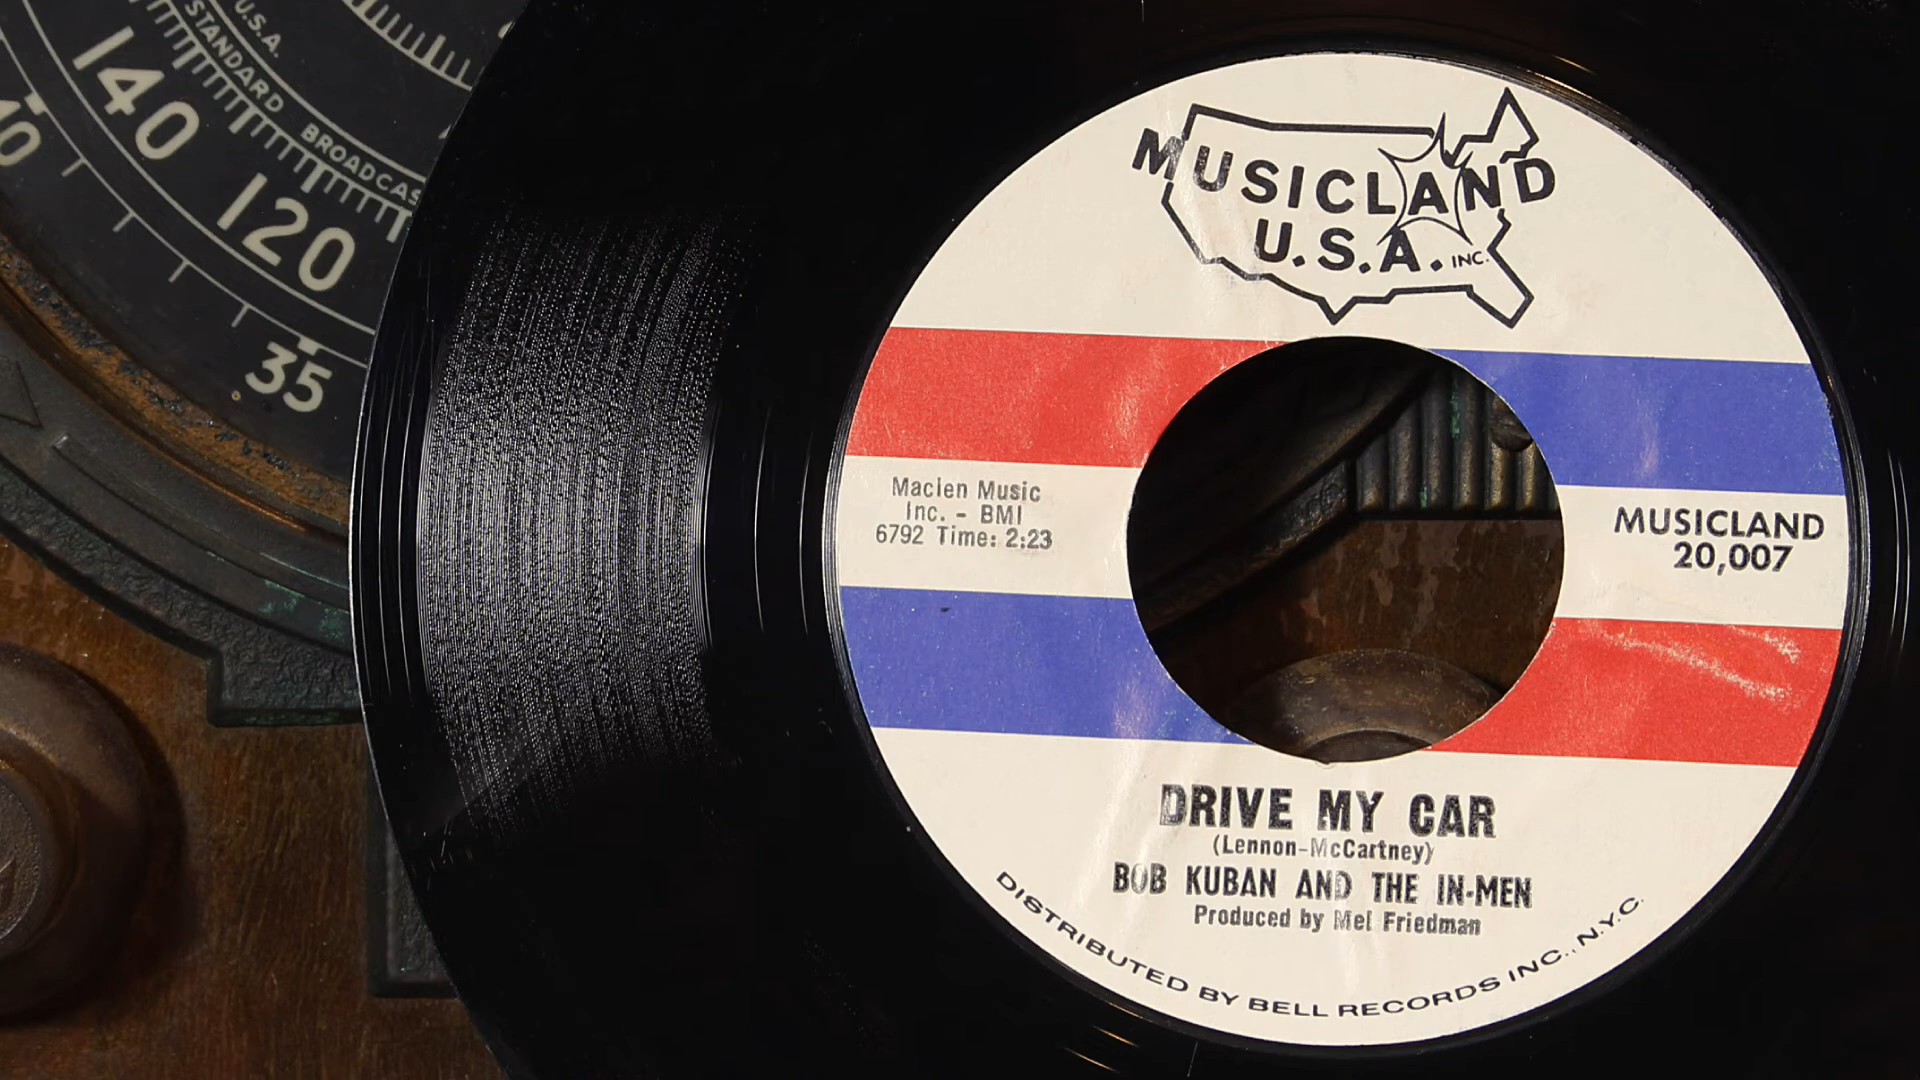 U.S.A.
STANDARD BROADCAS
140
120
35
MUSICLAND
U.S.A. INC.
Maclen Music
Inc. - BMI
6792 Time: 2:23
MUSICLAND
20,007
DRIVE MY CAR
(Lennon-McCartney)
BOB KUBAN AND THE IN-MEN
Produced by Mel Friedman
DISTRIBUTED BY BELL RECORDS INC., N.Y.C.